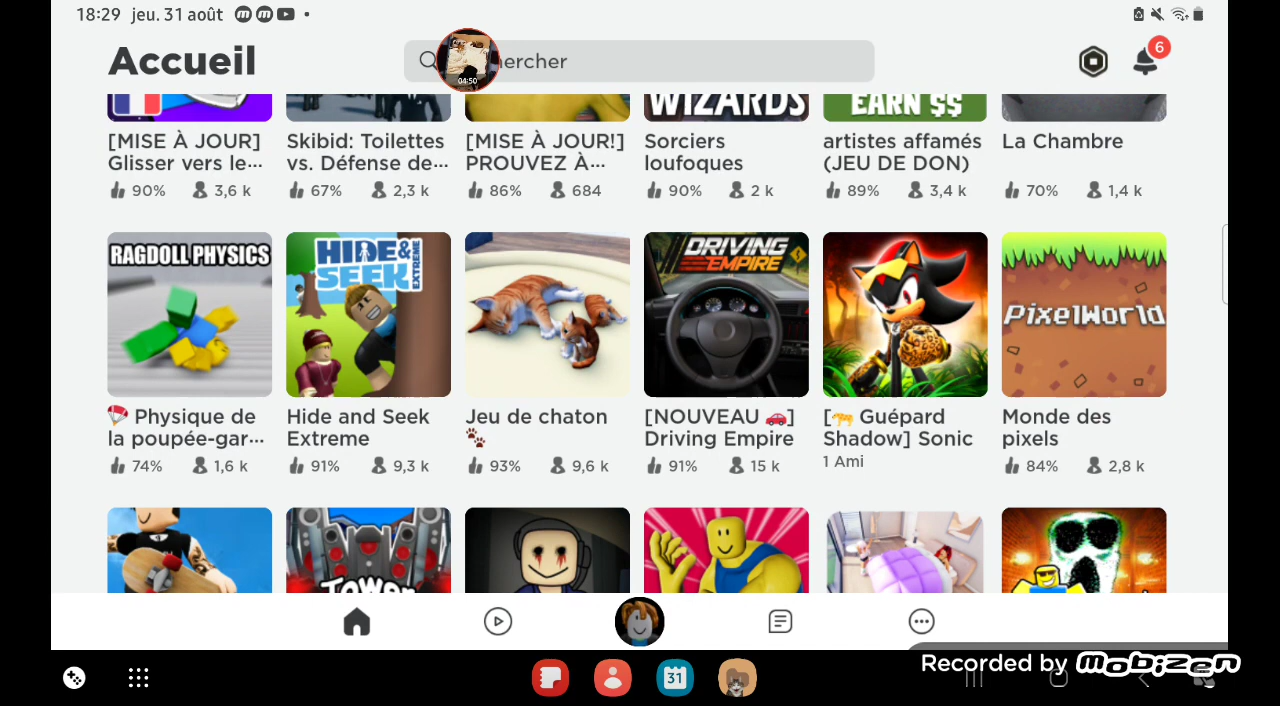 18:29 jeu. 31 août
Accueil
04:50
hercher
6
WIZARDS
EARN $$
[MISE À JOUR] Glisser vers le...
Skibid: Toilettes vs. Défense de...
[MISE À JOUR!] PROUVEZ À...
Sorciers loufoques
artistes affamés (JEU DE DON)
La Chambre
90% 3,6 k
67% 2,3 k
86% 684
90% 2 k
89% 3,4 k
70% 1,4 k
RAGDOLL PHYSICS
HIDE & SEEK EXTREME
DRIVING EMPIRE
PixelWorld
🪂 Physique de la poupée-gar...
Hide and Seek Extreme
Jeu de chaton 🐾
[NOUVEAU 🚗] Driving Empire
[🐆 Guépard Shadow] Sonic
Monde des pixels
74% 1,6 k
91% 9,3 k
93% 9,6 k
91% 15 k
1 Ami
84% 2,8 k
TOWER
31
Recorded by mobizen